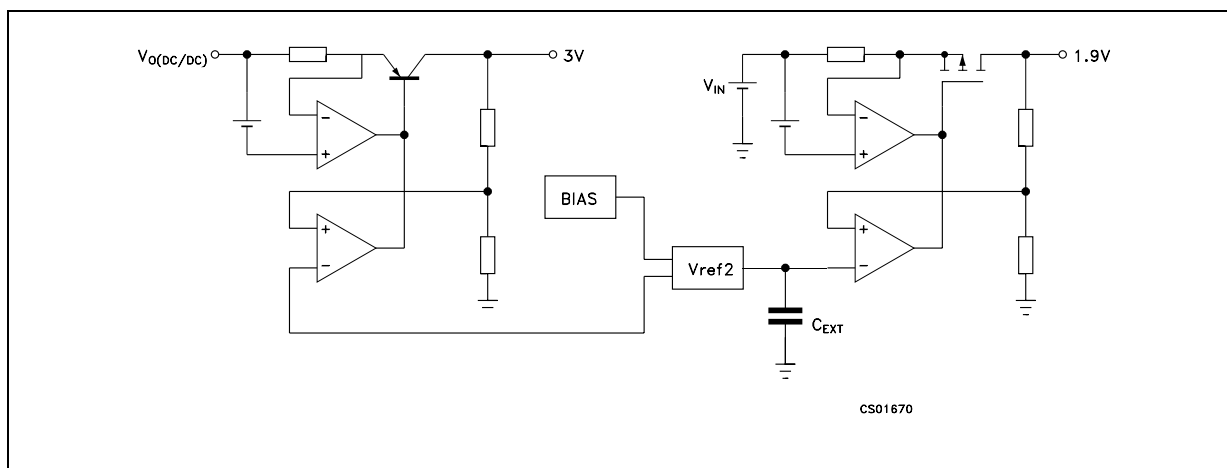 V_O(DC/DC)
3V
V_IN
1.9V
-
+
-
+
BIAS
+
-
Vref2
+
-
C_EXT
CS01670